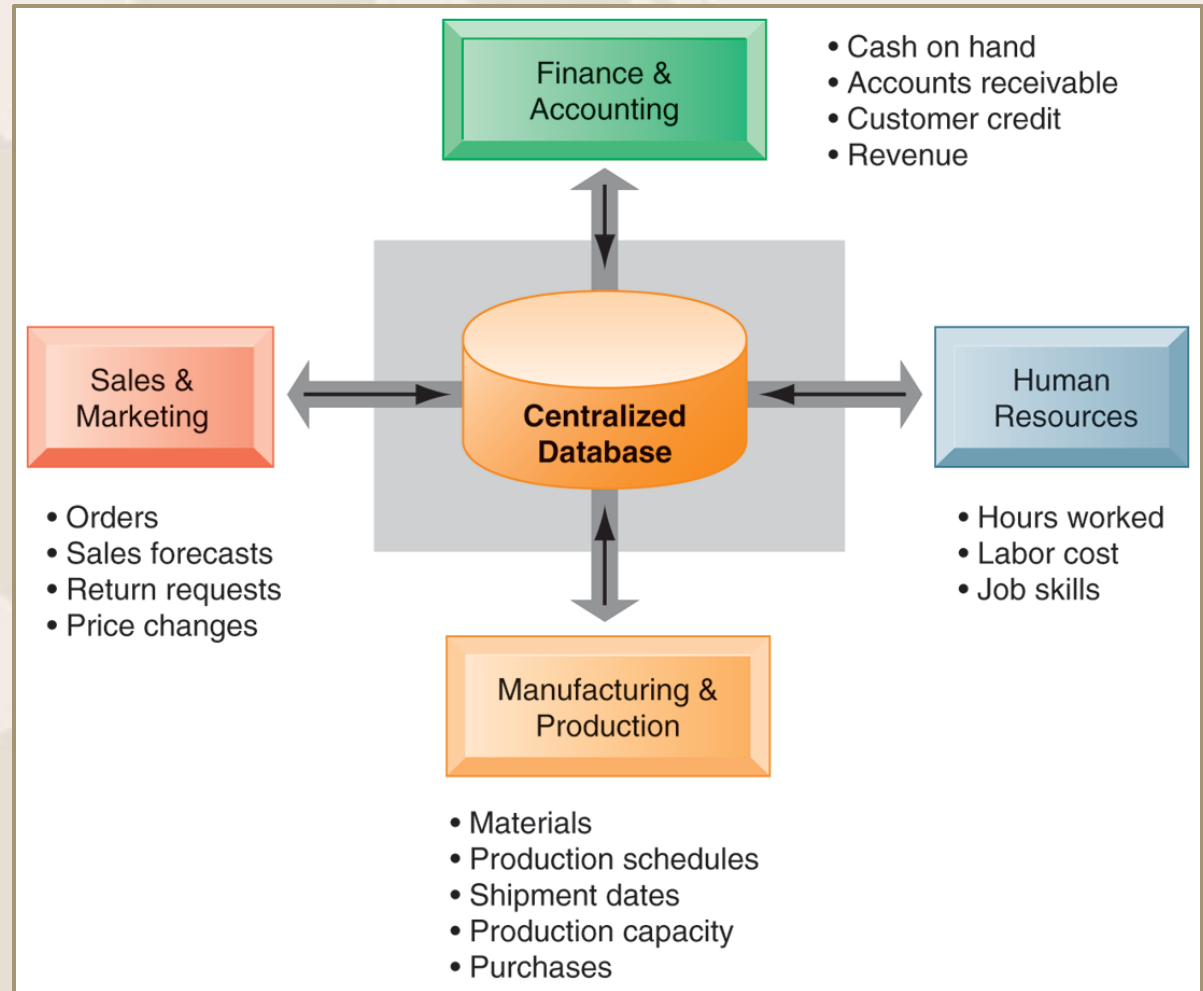 Finance &
Accounting
• Cash on hand
• Accounts receivable
• Customer credit
• Revenue
Sales &
Marketing
• Orders
• Sales forecasts
• Return requests
• Price changes
Centralized
Database
Human
Resources
• Hours worked
• Labor cost
• Job skills
Manufacturing &
Production
• Materials
• Production schedules
• Shipment dates
• Production capacity
• Purchases